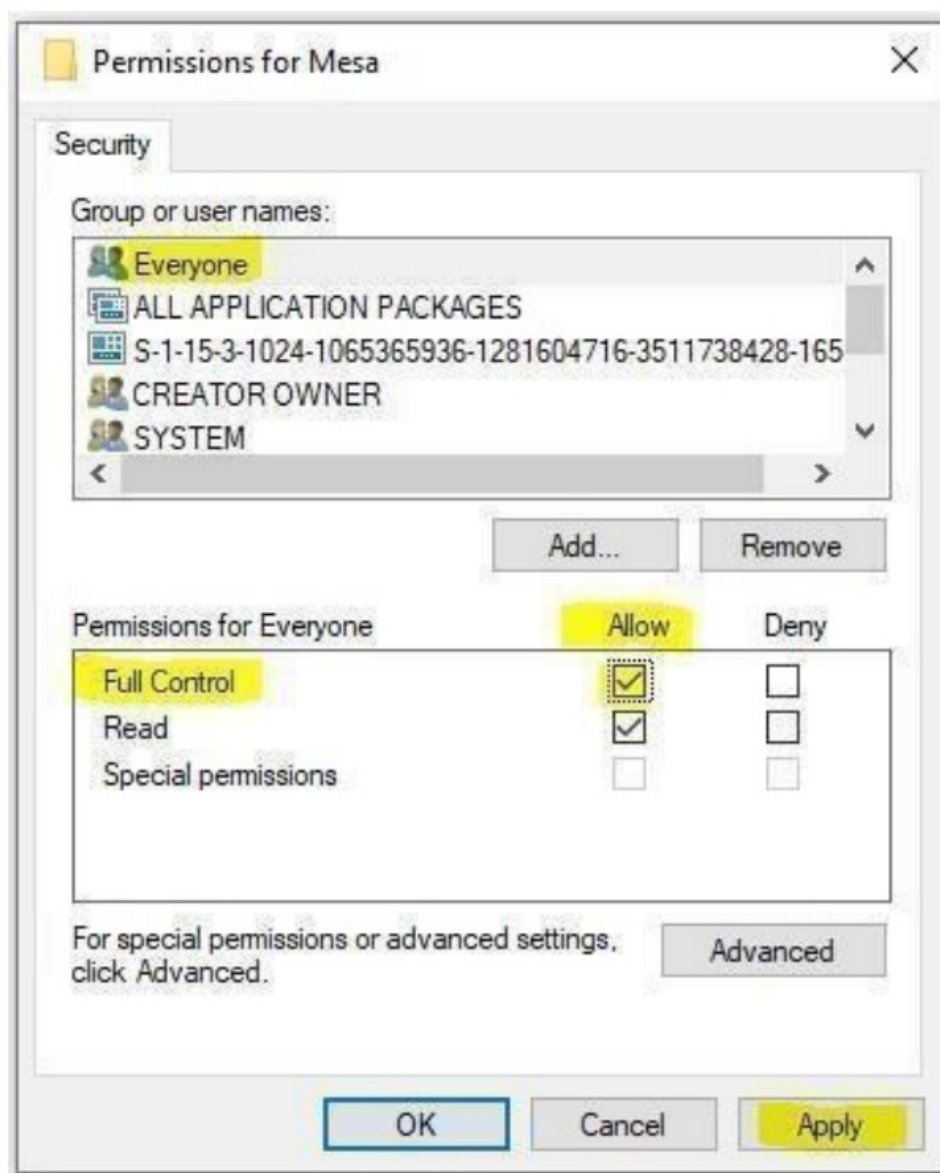 Permissions for Mesa
Security
Group or user names:
Everyone
ALL APPLICATION PACKAGES
S-1-15-3-1024-1065365936-1281604716-3511738428-165
CREATOR OWNER
SYSTEM
Add...
Remove
Permissions for Everyone
Allow
Deny
Full Control
Read
Special permissions
For special permissions or advanced settings,
click Advanced.
Advanced
OK
Cancel
Apply